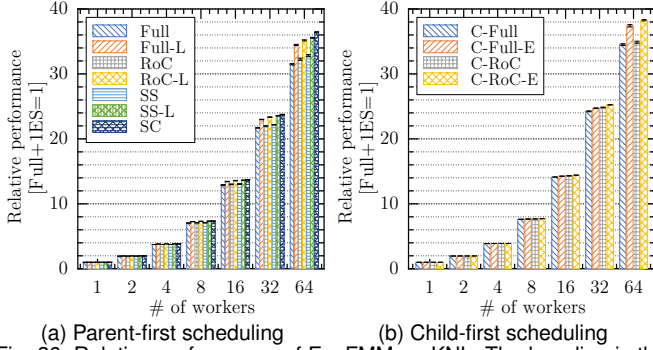 40
30
20
10
0
Relative performance
[Full+1ES=1]
Full
Full-L
RoC
RoC-L
SS
SS-L
SC
1 2 4 8 16 32 64
# of workers
(a) Parent-first scheduling
40
30
20
10
0
Relative performance
[Full+1ES=1]
C-Full
C-Full-E
C-RoC
C-RoC-E
1 2 4 8 16 32 64
# of workers
(b) Child-first scheduling